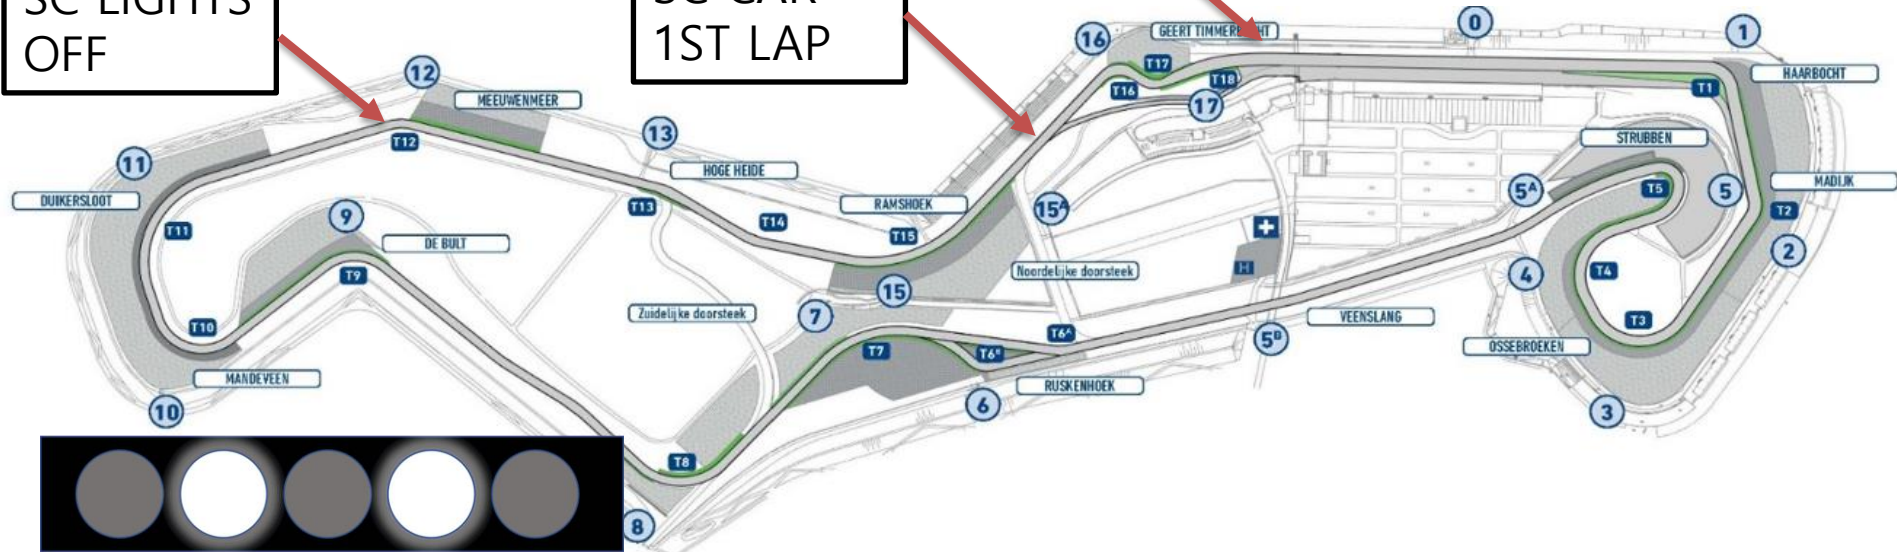 SC LIGHTS
OFF
SC CAR
1ST LAP
0
1
16
GEERT TIMMERBOCHT
T17
T16
T18
17
T1
HAARBOCHT
12
MEEUWENMEER
T12
13
11
HOGE HEIDE
STRUBBEN
DUIKERSLOOT
T11
9
T13
T14
RAMSHOEK
T15
15A
5A
T5
5
MADIJK
T2
2
DE BULT
T9
H
Noordelijke doorsteek
4
T4
15
Zuidelijke doorsteek
7
T10
T6A
T6B
T7
VEENSLANG
5B
T3
OSSEBROEKEN
MANDEVEEN
RUSKENHOEK
10
6
3
T8
8